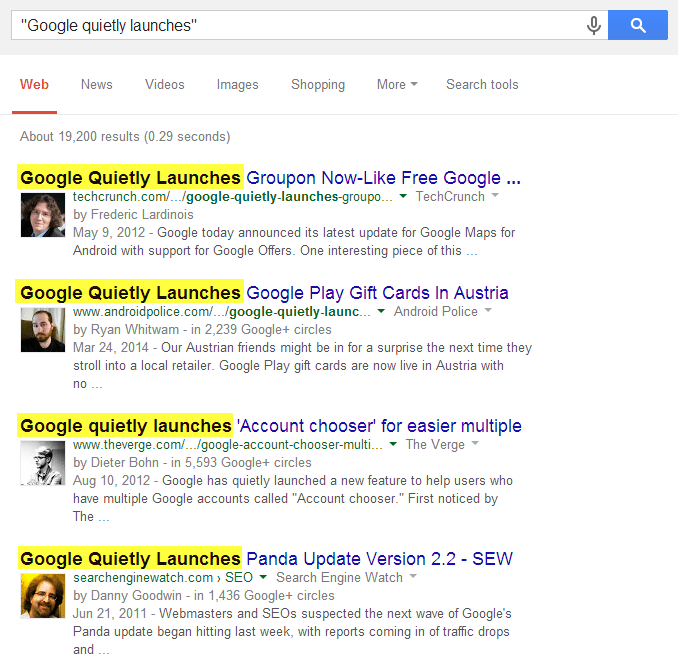 "Google quietly launches"
Web News Videos Images Shopping More Search tools
About 19,200 results (0.29 seconds)
Google Quietly Launches Groupon Now-Like Free Google ...
techcrunch.com/.../google-quietly-launches-groupo... TechCrunch
by Frederic Lardinois
May 9, 2012 - Google today announced its latest update for Google Maps for
Android with support for Google Offers. One interesting piece of this ...
Google Quietly Launches Google Play Gift Cards In Austria
www.androidpolice.com/.../google-quietly-launc... Android Police
by Ryan Whitwam - in 2,239 Google+ circles
Mar 24, 2014 - Our Austrian friends might be in for a surprise the next time they
stroll into a local retailer. Google Play gift cards are now live in Austria with
no ...
Google quietly launches 'Account chooser' for easier multiple
www.theverge.com/.../google-account-chooser-multi... The Verge
by Dieter Bohn - in 5,593 Google+ circles
Aug 10, 2012 - Google has quietly launched a new feature to help users who
have multiple Google accounts called "Account chooser." First noticed by
The ...
Google Quietly Launches Panda Update Version 2.2 - SEW
searchenginewatch.com › SEO Search Engine Watch
by Danny Goodwin - in 1,436 Google+ circles
Jun 21, 2011 - Webmasters and SEOs suspected the next wave of Google's
Panda update began hitting last week, with reports coming in of traffic drops
and ...